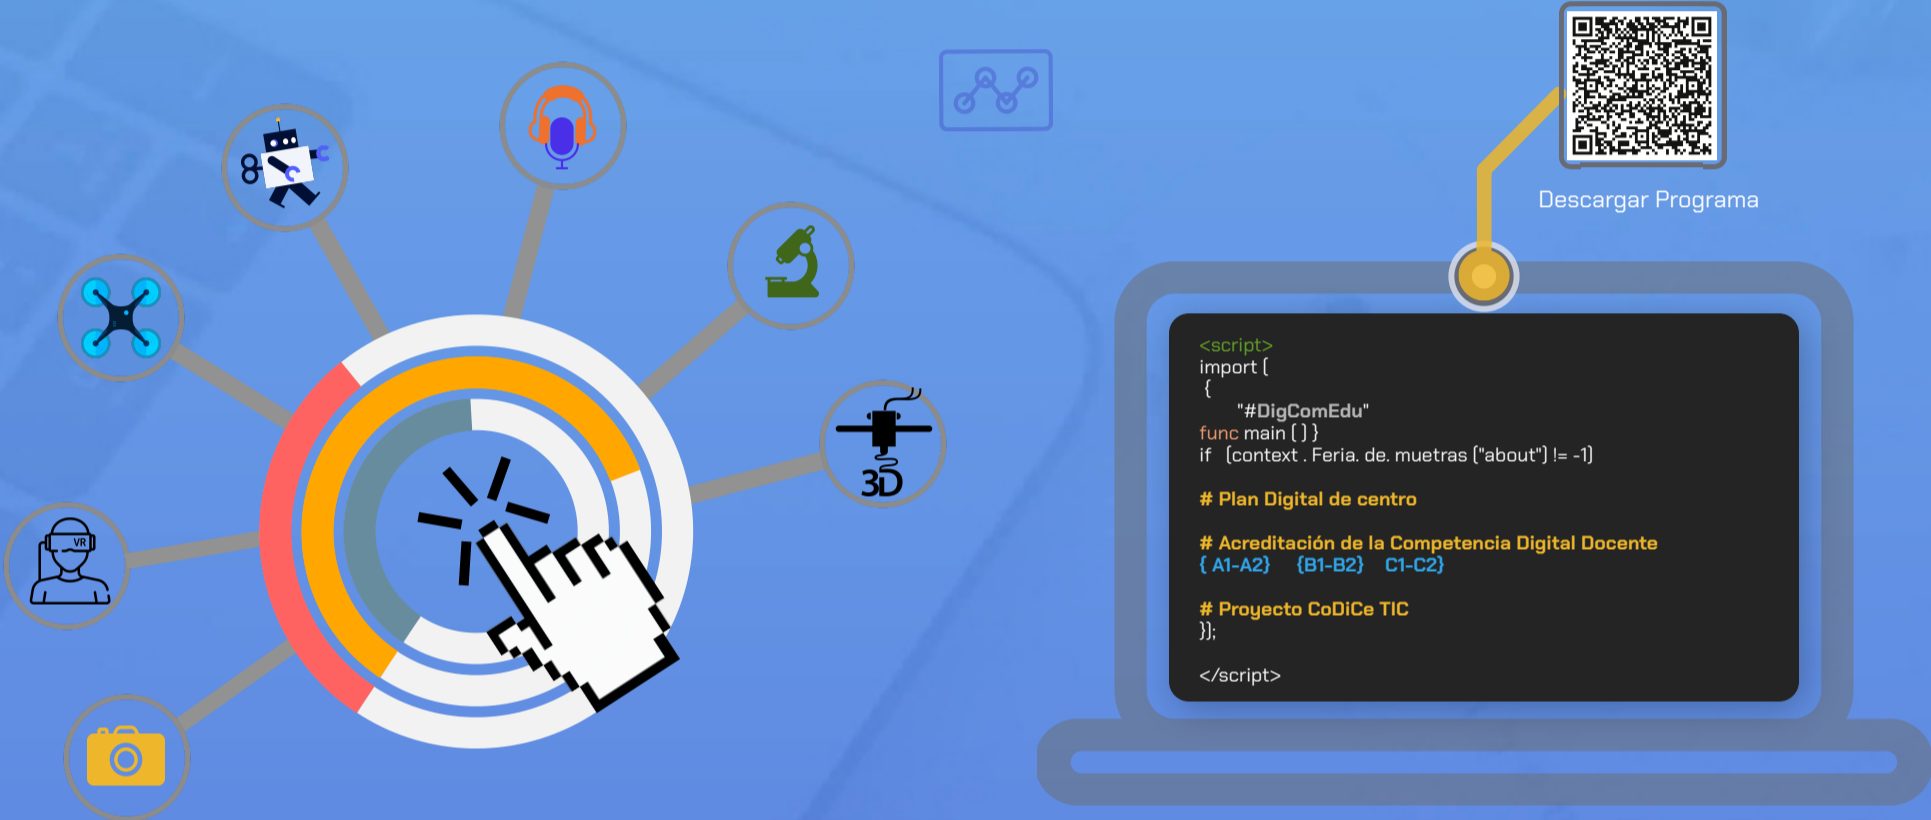 VR
3D
Descargar Programa
<script>
import [
{
"#DigComEdu"
func main [ ] }
if [context . Feria. de. muetras ["about"] != -1]
# Plan Digital de centro
# Acreditación de la Competencia Digital Docente
{ A1-A2} {B1-B2} C1-C2}
# Proyecto CoDiCe TIC
}];
</script>